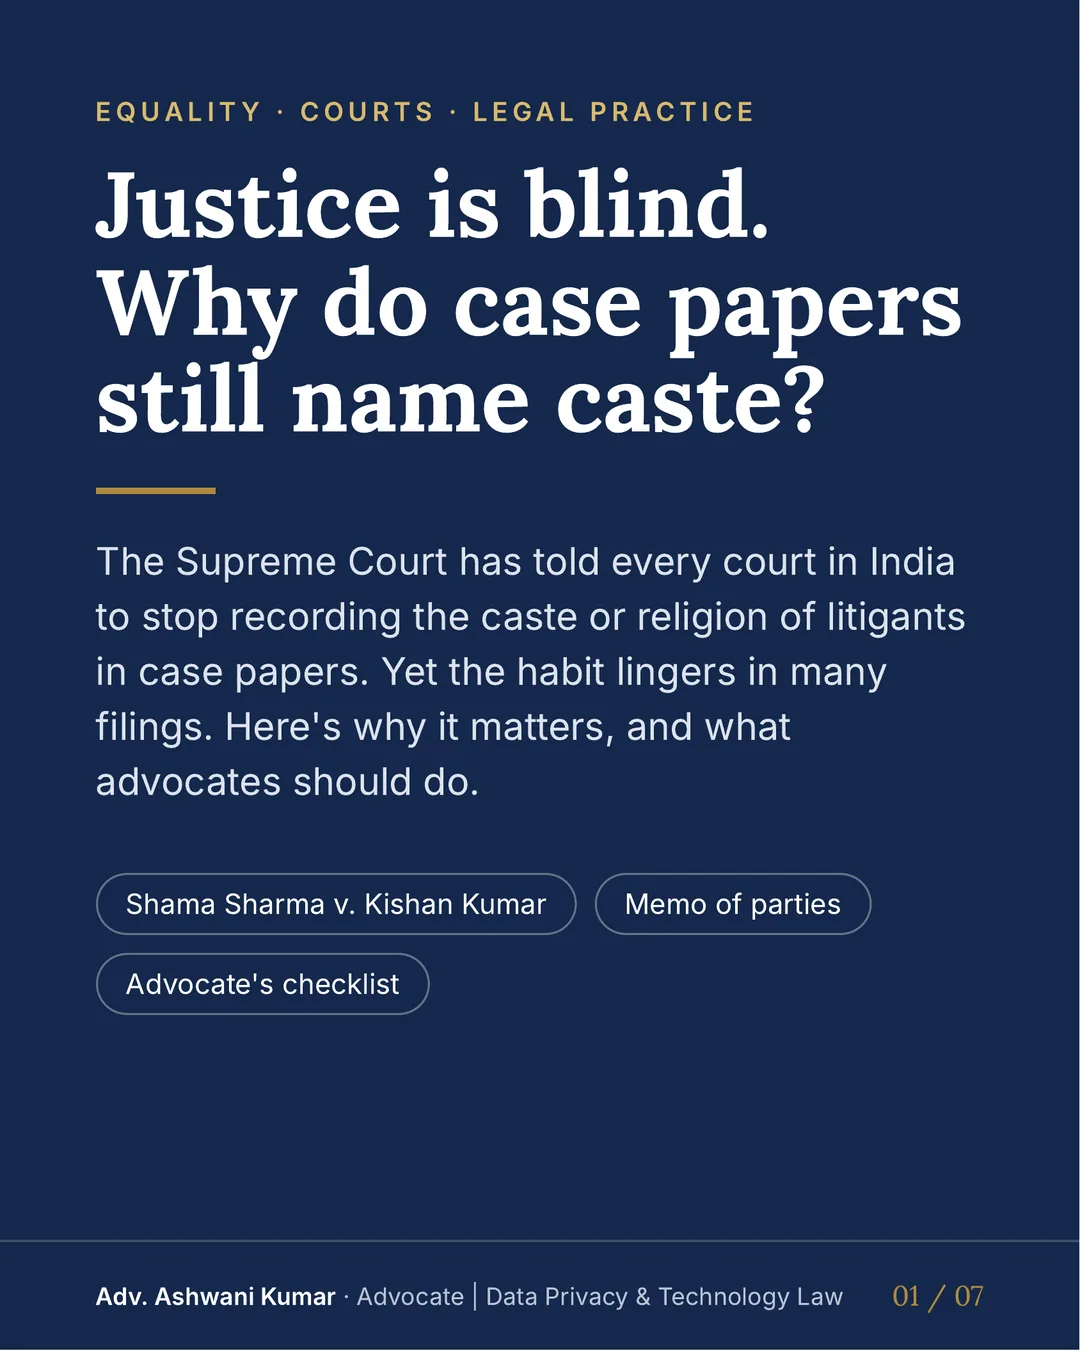 EQUALITY · COURTS · LEGAL PRACTICE
Justice is blind.
Why do case papers
still name caste?
The Supreme Court has told every court in India
to stop recording the caste or religion of litigants
in case papers. Yet the habit lingers in many
filings. Here's why it matters, and what
advocates should do.
Shama Sharma v. Kishan Kumar
Memo of parties
Advocate's checklist
Adv. Ashwani Kumar · Advocate | Data Privacy & Technology Law
01 / 07